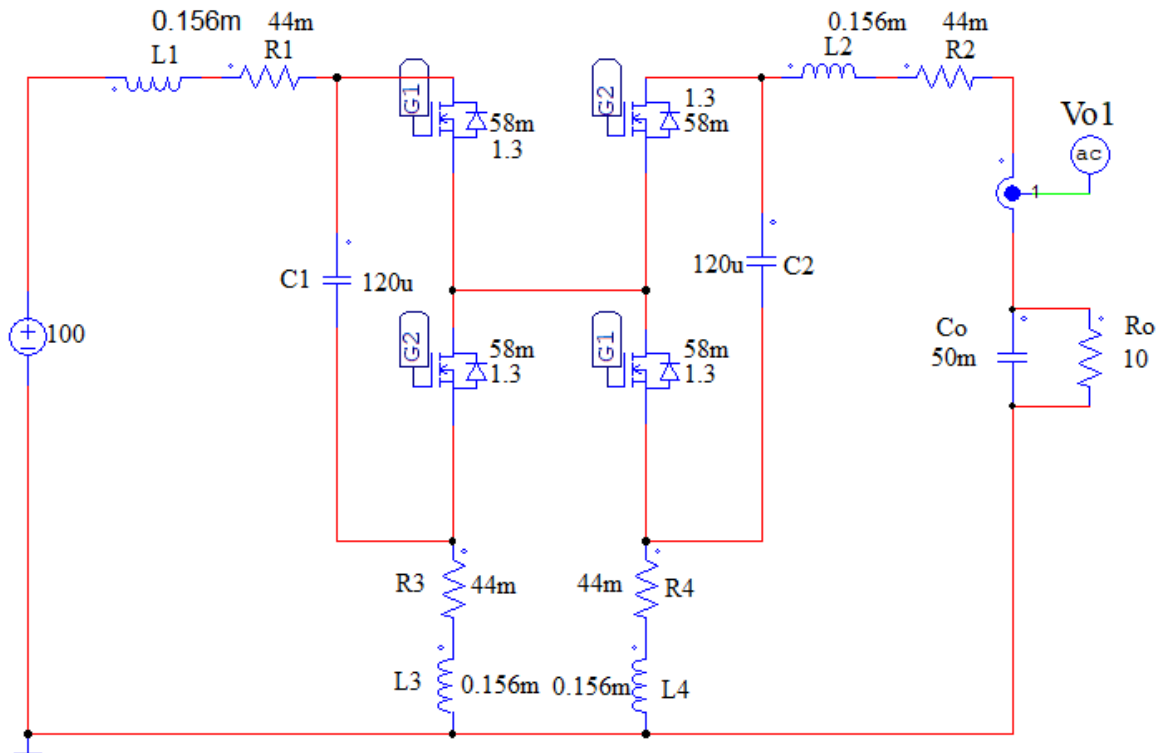 0.156m 44m
L1 R1
0.156m 44m
L2 R2
G1
58m
1.3
G2
1.3
58m
Vo1
ac
1
C1 120u
120u C2
100
G2
58m
1.3
G1
58m
1.3
Co
50m
Ro
10
R3 44m
44m R4
L3 0.156m
0.156m L4